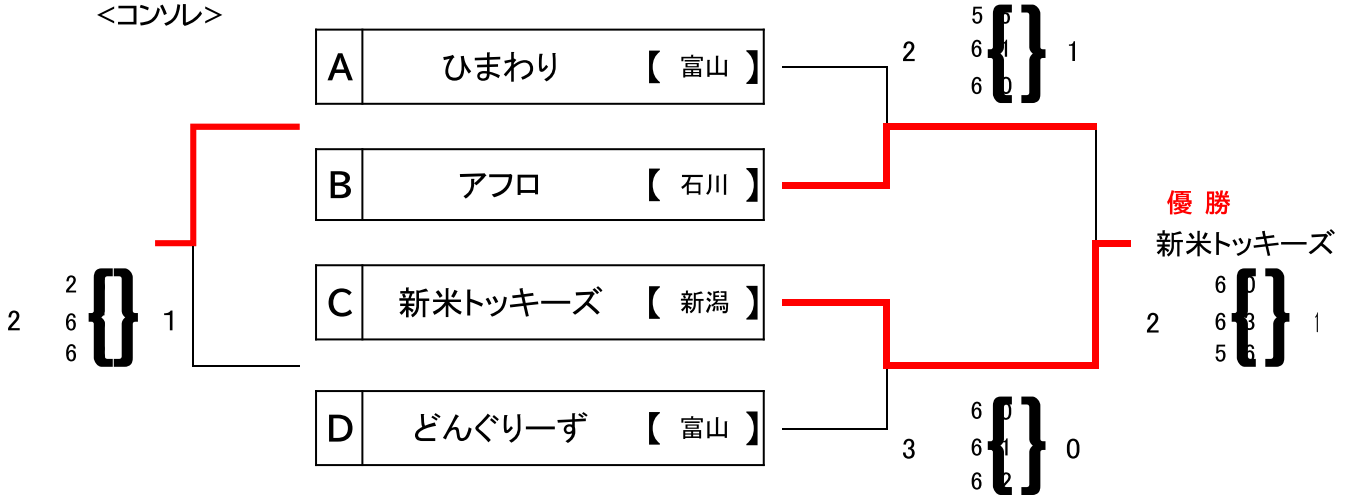 <コンソレ>
A ひまわり 【 富山 】
B アフロ 【 石川 】
C 新米トッキーズ 【 新潟 】
D どんぐりーず 【 富山 】
2 1
5
6 1
6 0
優 勝
新米トッキーズ
2 1
6 0
6 3
5 6
3 0
6 0
6 1
6 2
2 1
2
6
6